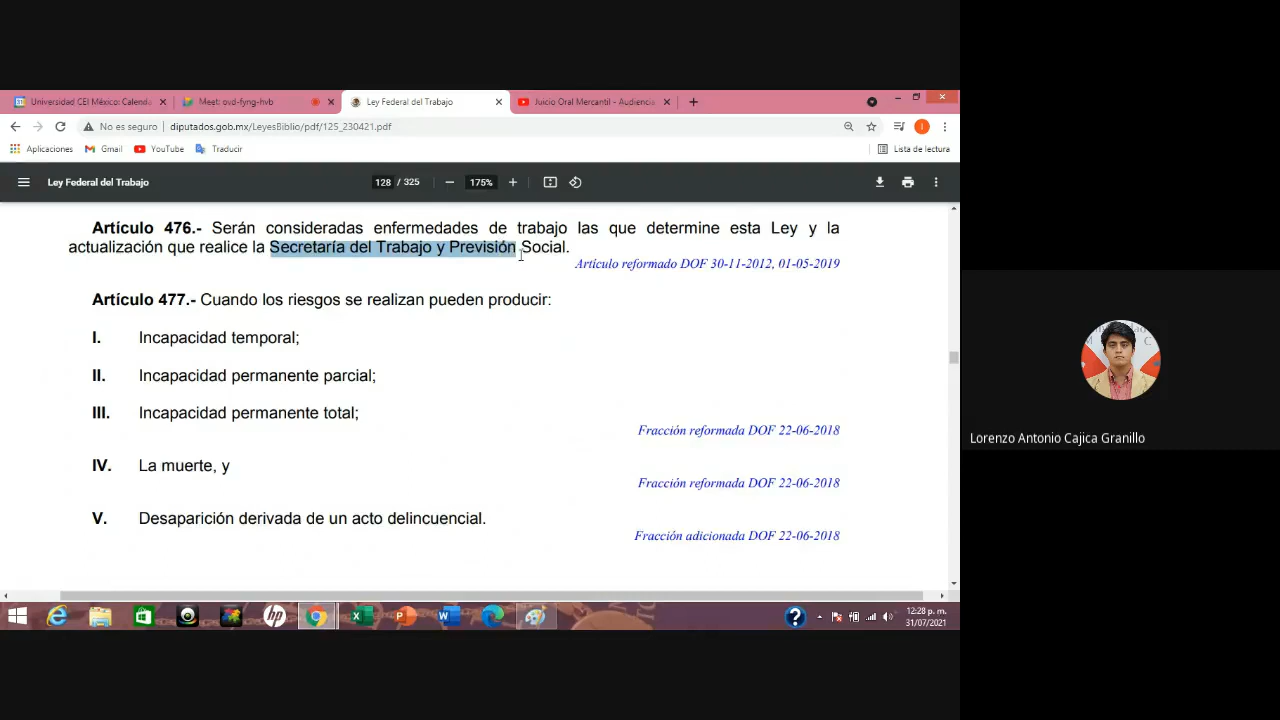 Universidad CEI México: Calenda
Meet: ovd-fyng-hvb
Ley Federal del Trabajo
Juicio Oral Mercantil - Audiencia
No es seguro
deputados.gob.mx/LeyesBiblio/pdf/125_230421.pdf
Aplicaciones
Gmail
YouTube
Traducir
Lista de lectura
Ley Federal del Trabajo
128 / 325
175%
Artículo 476.- Serán consideradas enfermedades de trabajo las que determine esta Ley y la
actualización que realice la Secretaría del Trabajo y Previsión Social.
Artículo reformado DOF 30-11-2012, 01-05-2019
Artículo 477.- Cuando los riesgos se realizan pueden producir:
I. Incapacidad temporal;
II. Incapacidad permanente parcial;
III. Incapacidad permanente total;
Fracción reformada DOF 22-06-2018
IV. La muerte, y
Fracción reformada DOF 22-06-2018
V. Desaparición derivada de un acto delincuencial.
Fracción adicionada DOF 22-06-2018
Lorenzo Antonio Cajica Granillo
12:28 p. m.
31/07/2021